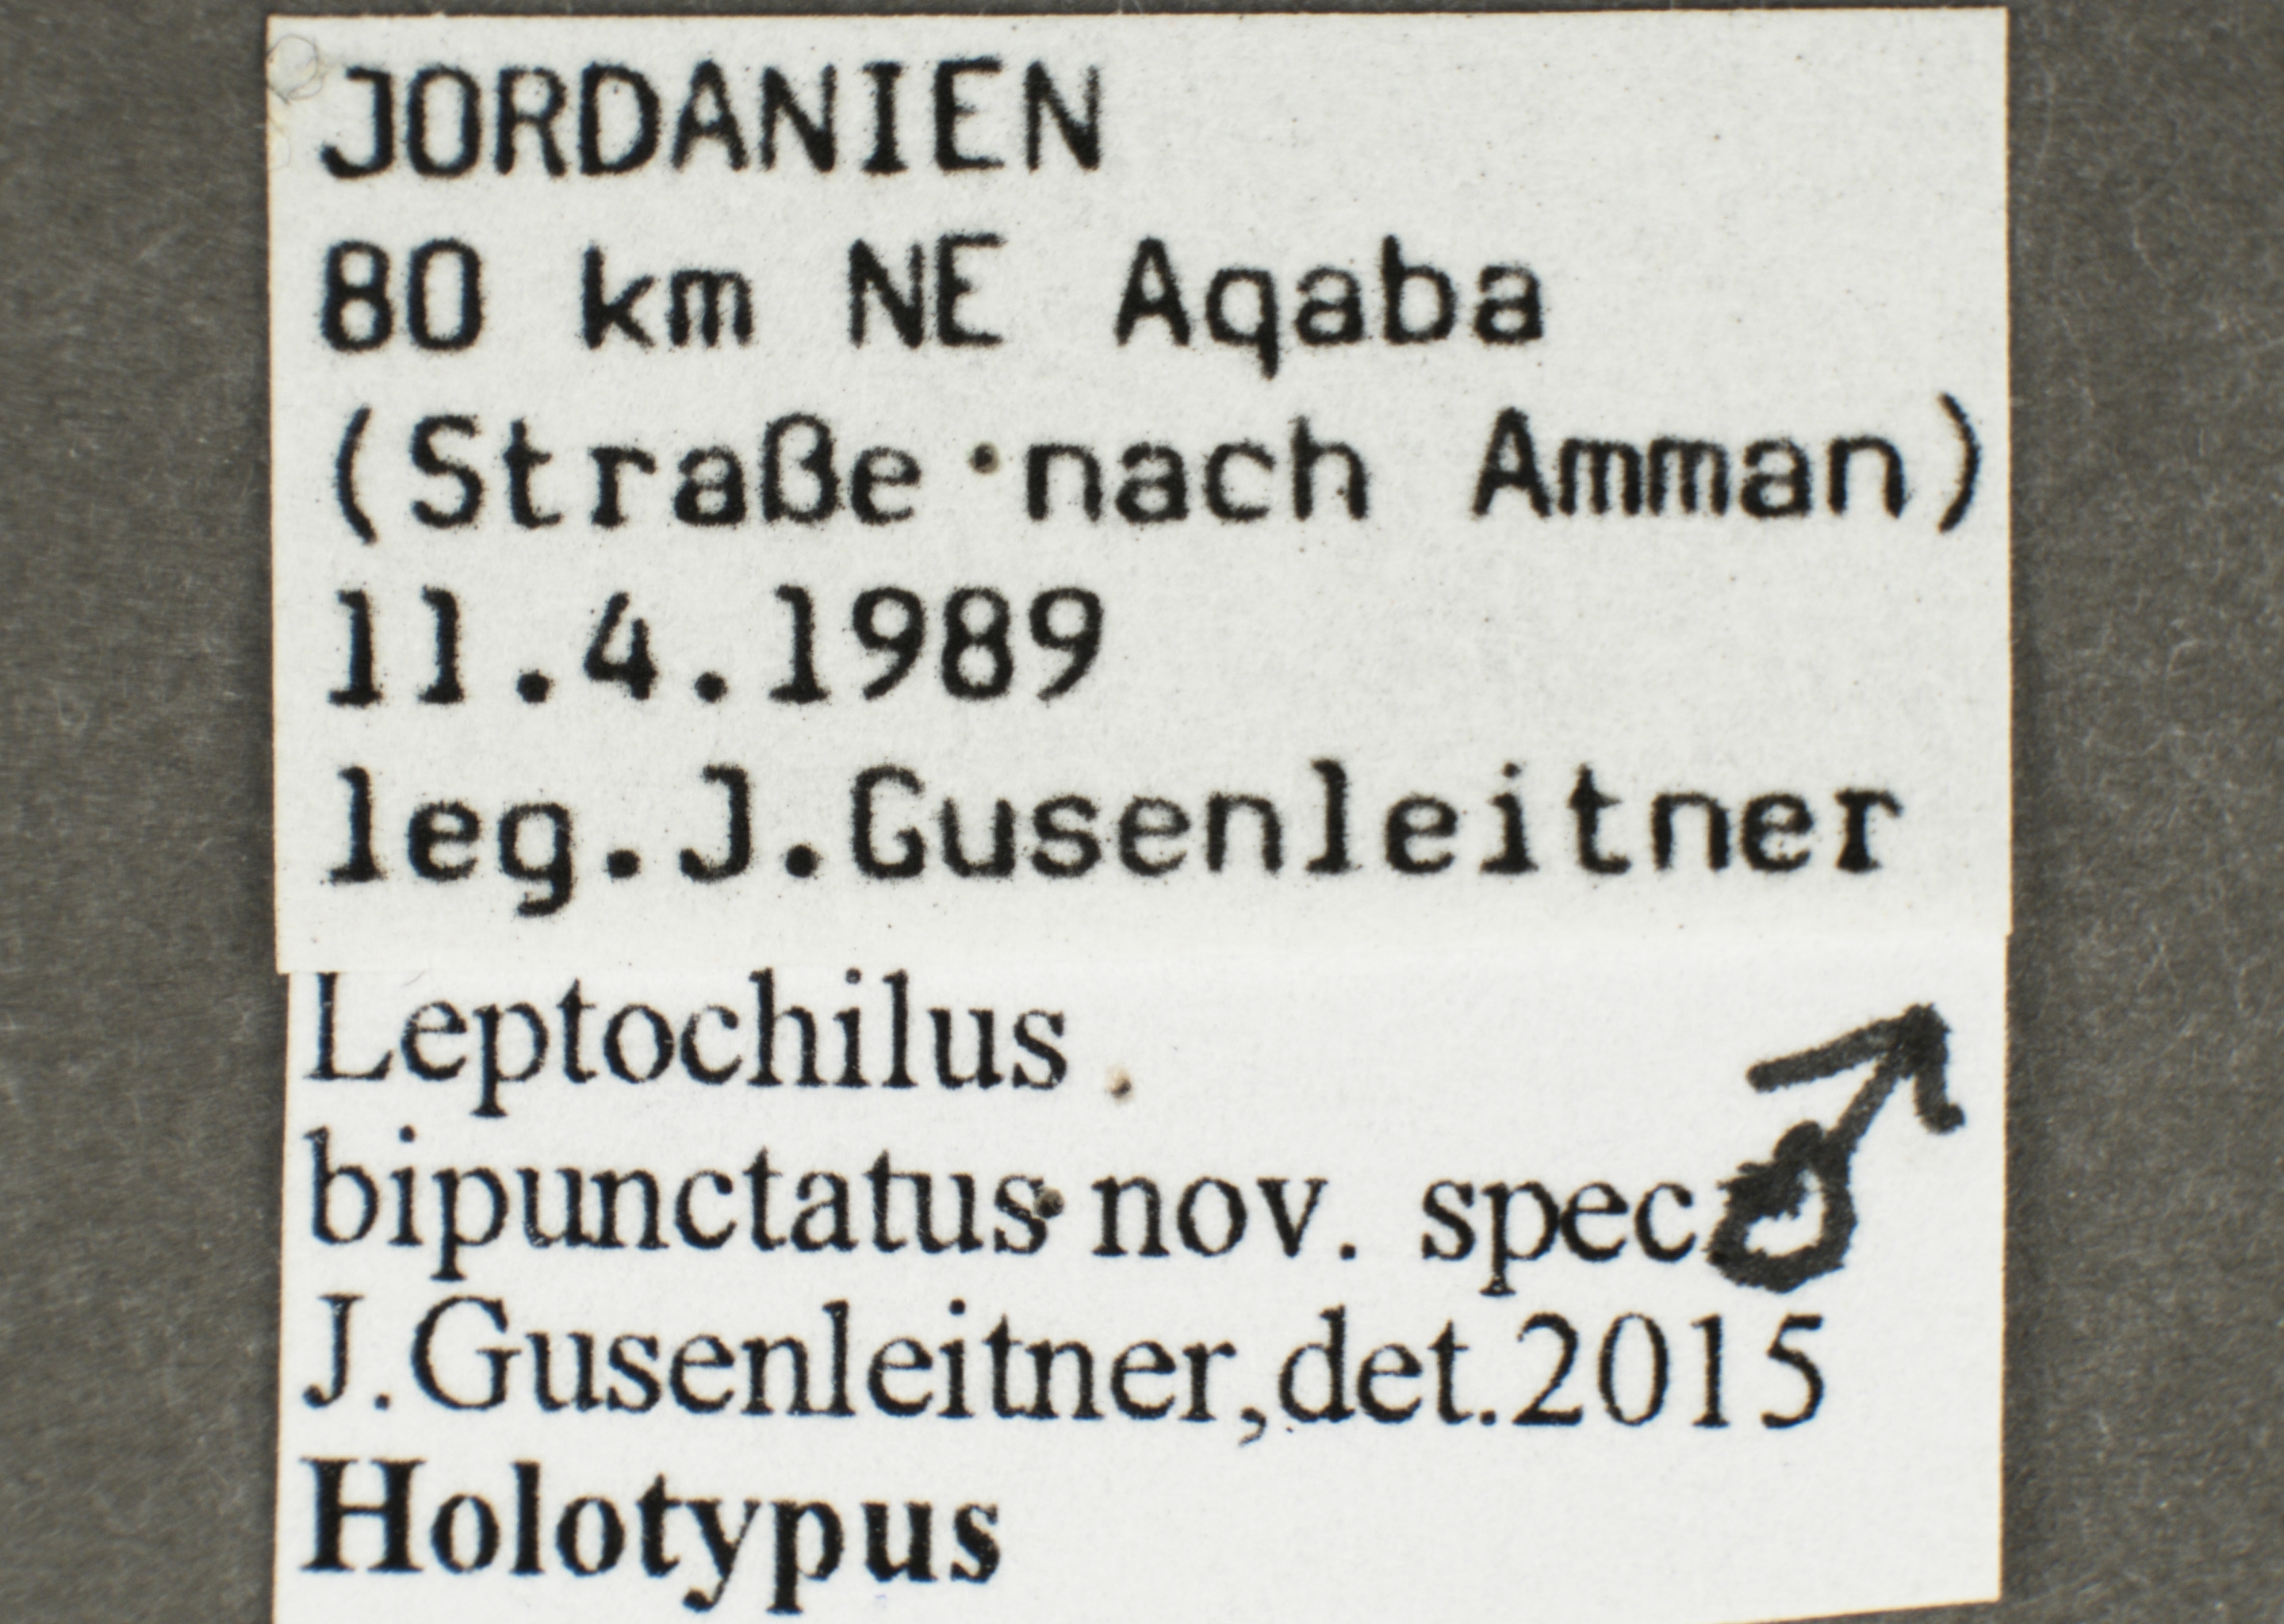 JORDANIEN
80 km NE Aqaba
(Straße nach Amman)
11.4.1989
leg.J.Gusenleitner
Leptochilus
bipunctatus nov. spec ♂
J.Gusenleitner,det.2015
Holotypus